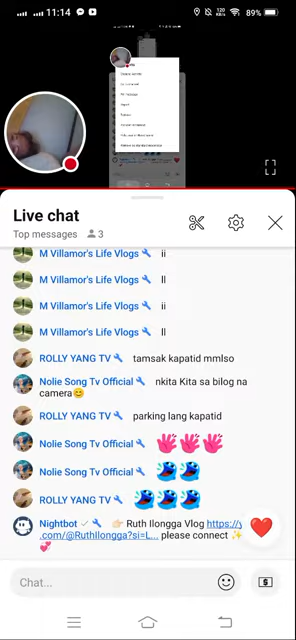 11:14
120
KB/s
89%
Live chat
Top messages 3
M Villamor's Life Vlogs ii
M Villamor's Life Vlogs ll
M Villamor's Life Vlogs ii
M Villamor's Life Vlogs ll
ROLLY YANG TV tamsak kapatid mmlso
Nolie Song Tv Official nkita Kita sa bilog na
camera😊
ROLLY YANG TV parking lang kapatid
Nolie Song Tv Official
Nolie Song Tv Official
ROLLY YANG TV
Nightbot ✓ 👉🏻 Ruth Ilongga Vlog https://y
.com/@RuthIlongga?si=L... please connect ✨
💞
Chat...